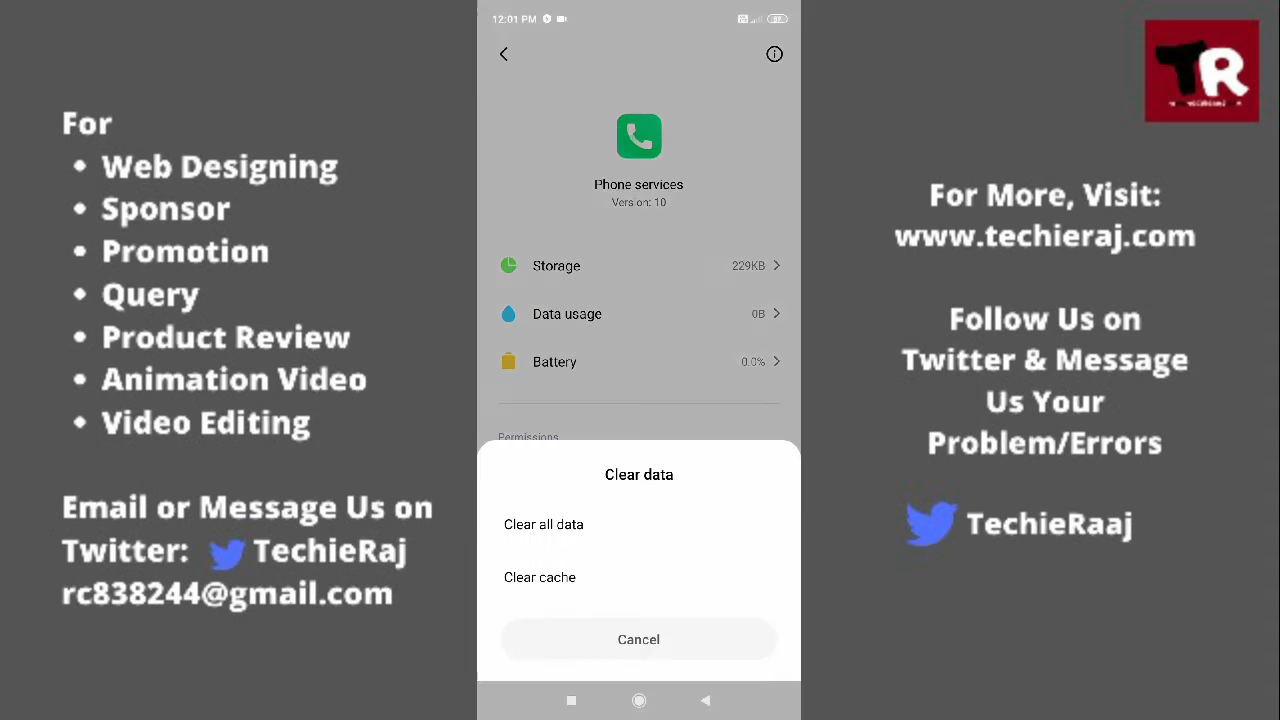 For
• Web Designing
• Sponsor
• Promotion
• Query
• Product Review
• Animation Video
• Video Editing
Email or Message Us on
Twitter: TechieRaj
rc838244@gmail.com
12:01 PM
Phone services
Version: 10
Storage 229KB
Data usage 0B
Battery 0.0%
Permissions
Clear data
Clear all data
Clear cache
Cancel
TR
For More, Visit:
www.techieraj.com
Follow Us on
Twitter & Message
Us Your
Problem/Errors
TechieRaaj